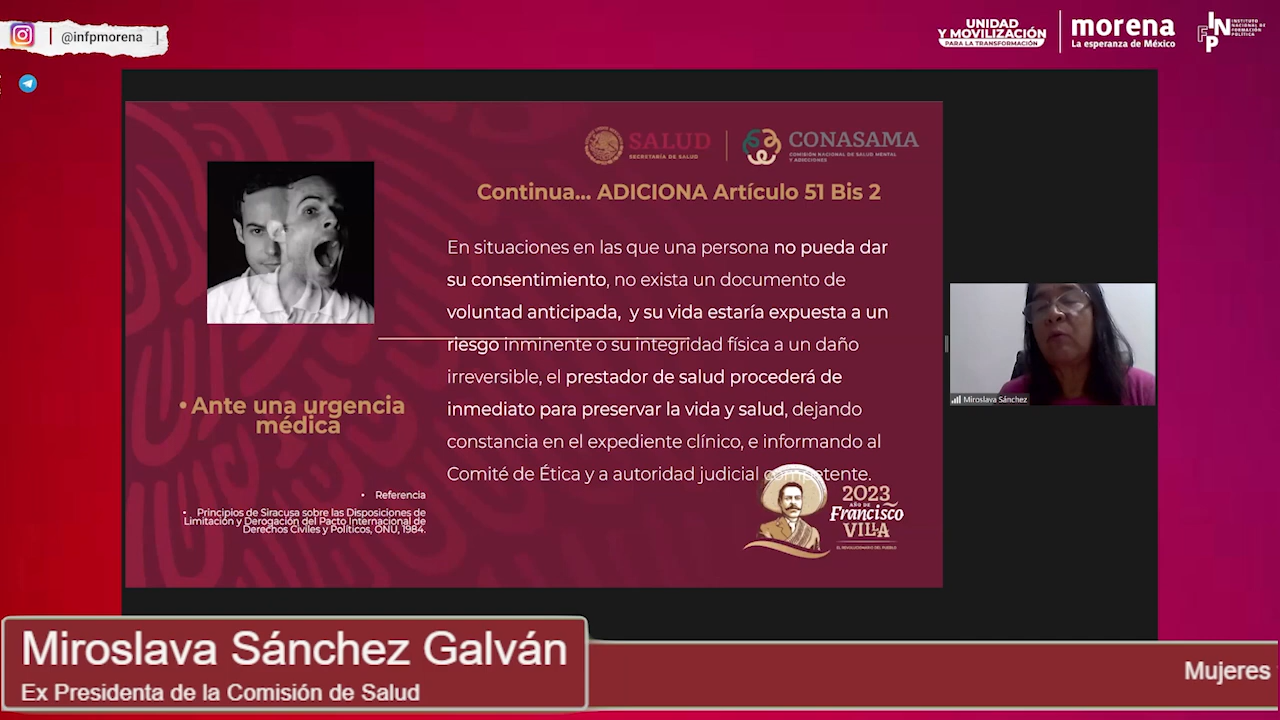 @infpmorena
UNIDAD
Y MOVILIZACIÓN
PARA LA TRANSFORMACIÓN
morena
La esperanza de México
INFP
INSTITUTO
NACIONAL DE
FORMACIÓN
POLÍTICA
SALUD
SECRETARÍA DE SALUD
CONASAMA
COMISIÓN NACIONAL DE SALUD MENTAL
Y ADICCIONES
Continua... ADICIONA Artículo 51 Bis 2
En situaciones en las que una persona no pueda dar
su consentimiento, no exista un documento de
voluntad anticipada, y su vida estaría expuesta a un
riesgo inminente o su integridad física a un daño
irreversible, el prestador de salud procederá de
inmediato para preservar la vida y salud, dejando
constancia en el expediente clínico, e informando al
Comité de Ética y a autoridad judicial competente.
• Ante una urgencia
médica
• Referencia
• Principios de Siracusa sobre las Disposiciones de
Limitación y Derogación del Pacto Internacional de
Derechos Civiles y Políticos, ONU, 1984.
2023
AÑO DE
Francisco
VILLA
EL REVOLUCIONARIO DEL PUEBLO
Miroslava Sánchez
Miroslava Sánchez Galván
Ex Presidenta de la Comisión de Salud
Mujeres